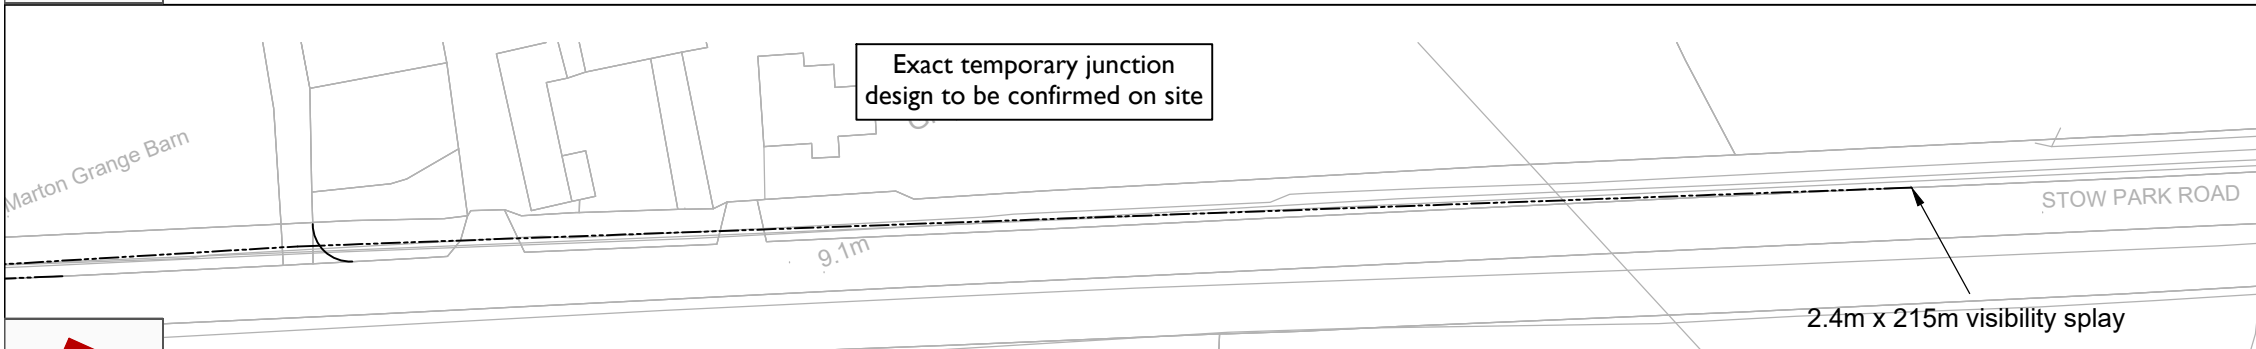 Exact temporary junction
design to be confirmed on site
Marton Grange Barn
STOW PARK ROAD
9.1m
2.4m x 215m visibility splay